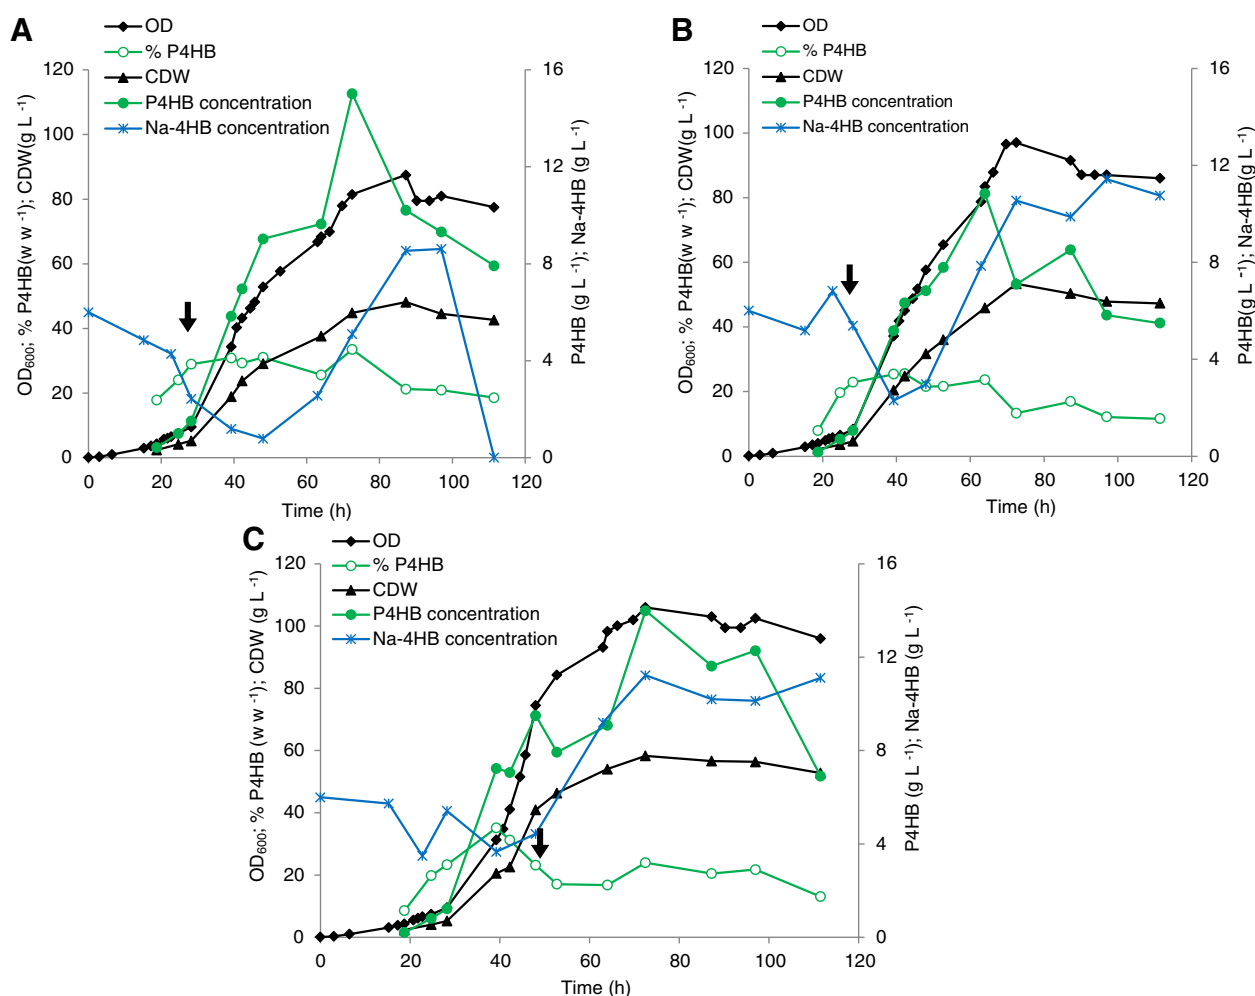 A
OD
% P4HB
CDW
P4HB concentration
Na-4HB concentration
OD600; % P4HB(w w -1); CDW(g L -1)
P4HB (g L -1); Na-4HB (g L -1)
120
100
80
60
40
20
0
16
12
8
4
0
0 20 40 60 80 100 120
Time (h)
B
OD
% P4HB
CDW
P4HB concentration
Na-4HB concentration
OD600; % P4HB(w w -1); CDW(g L -1)
P4HB(g L -1); Na-4HB(g L -1)
120
100
80
60
40
20
0
16
12
8
4
0
0 20 40 60 80 100 120
Time (h)
C
OD
% P4HB
CDW
P4HB concentration
Na-4HB concentration
OD600; % P4HB (w w -1); CDW (g L -1)
P4HB (g L -1); Na-4HB (g L -1)
120
100
80
60
40
20
0
16
12
8
4
0
0 20 40 60 80 100 120
Time (h)